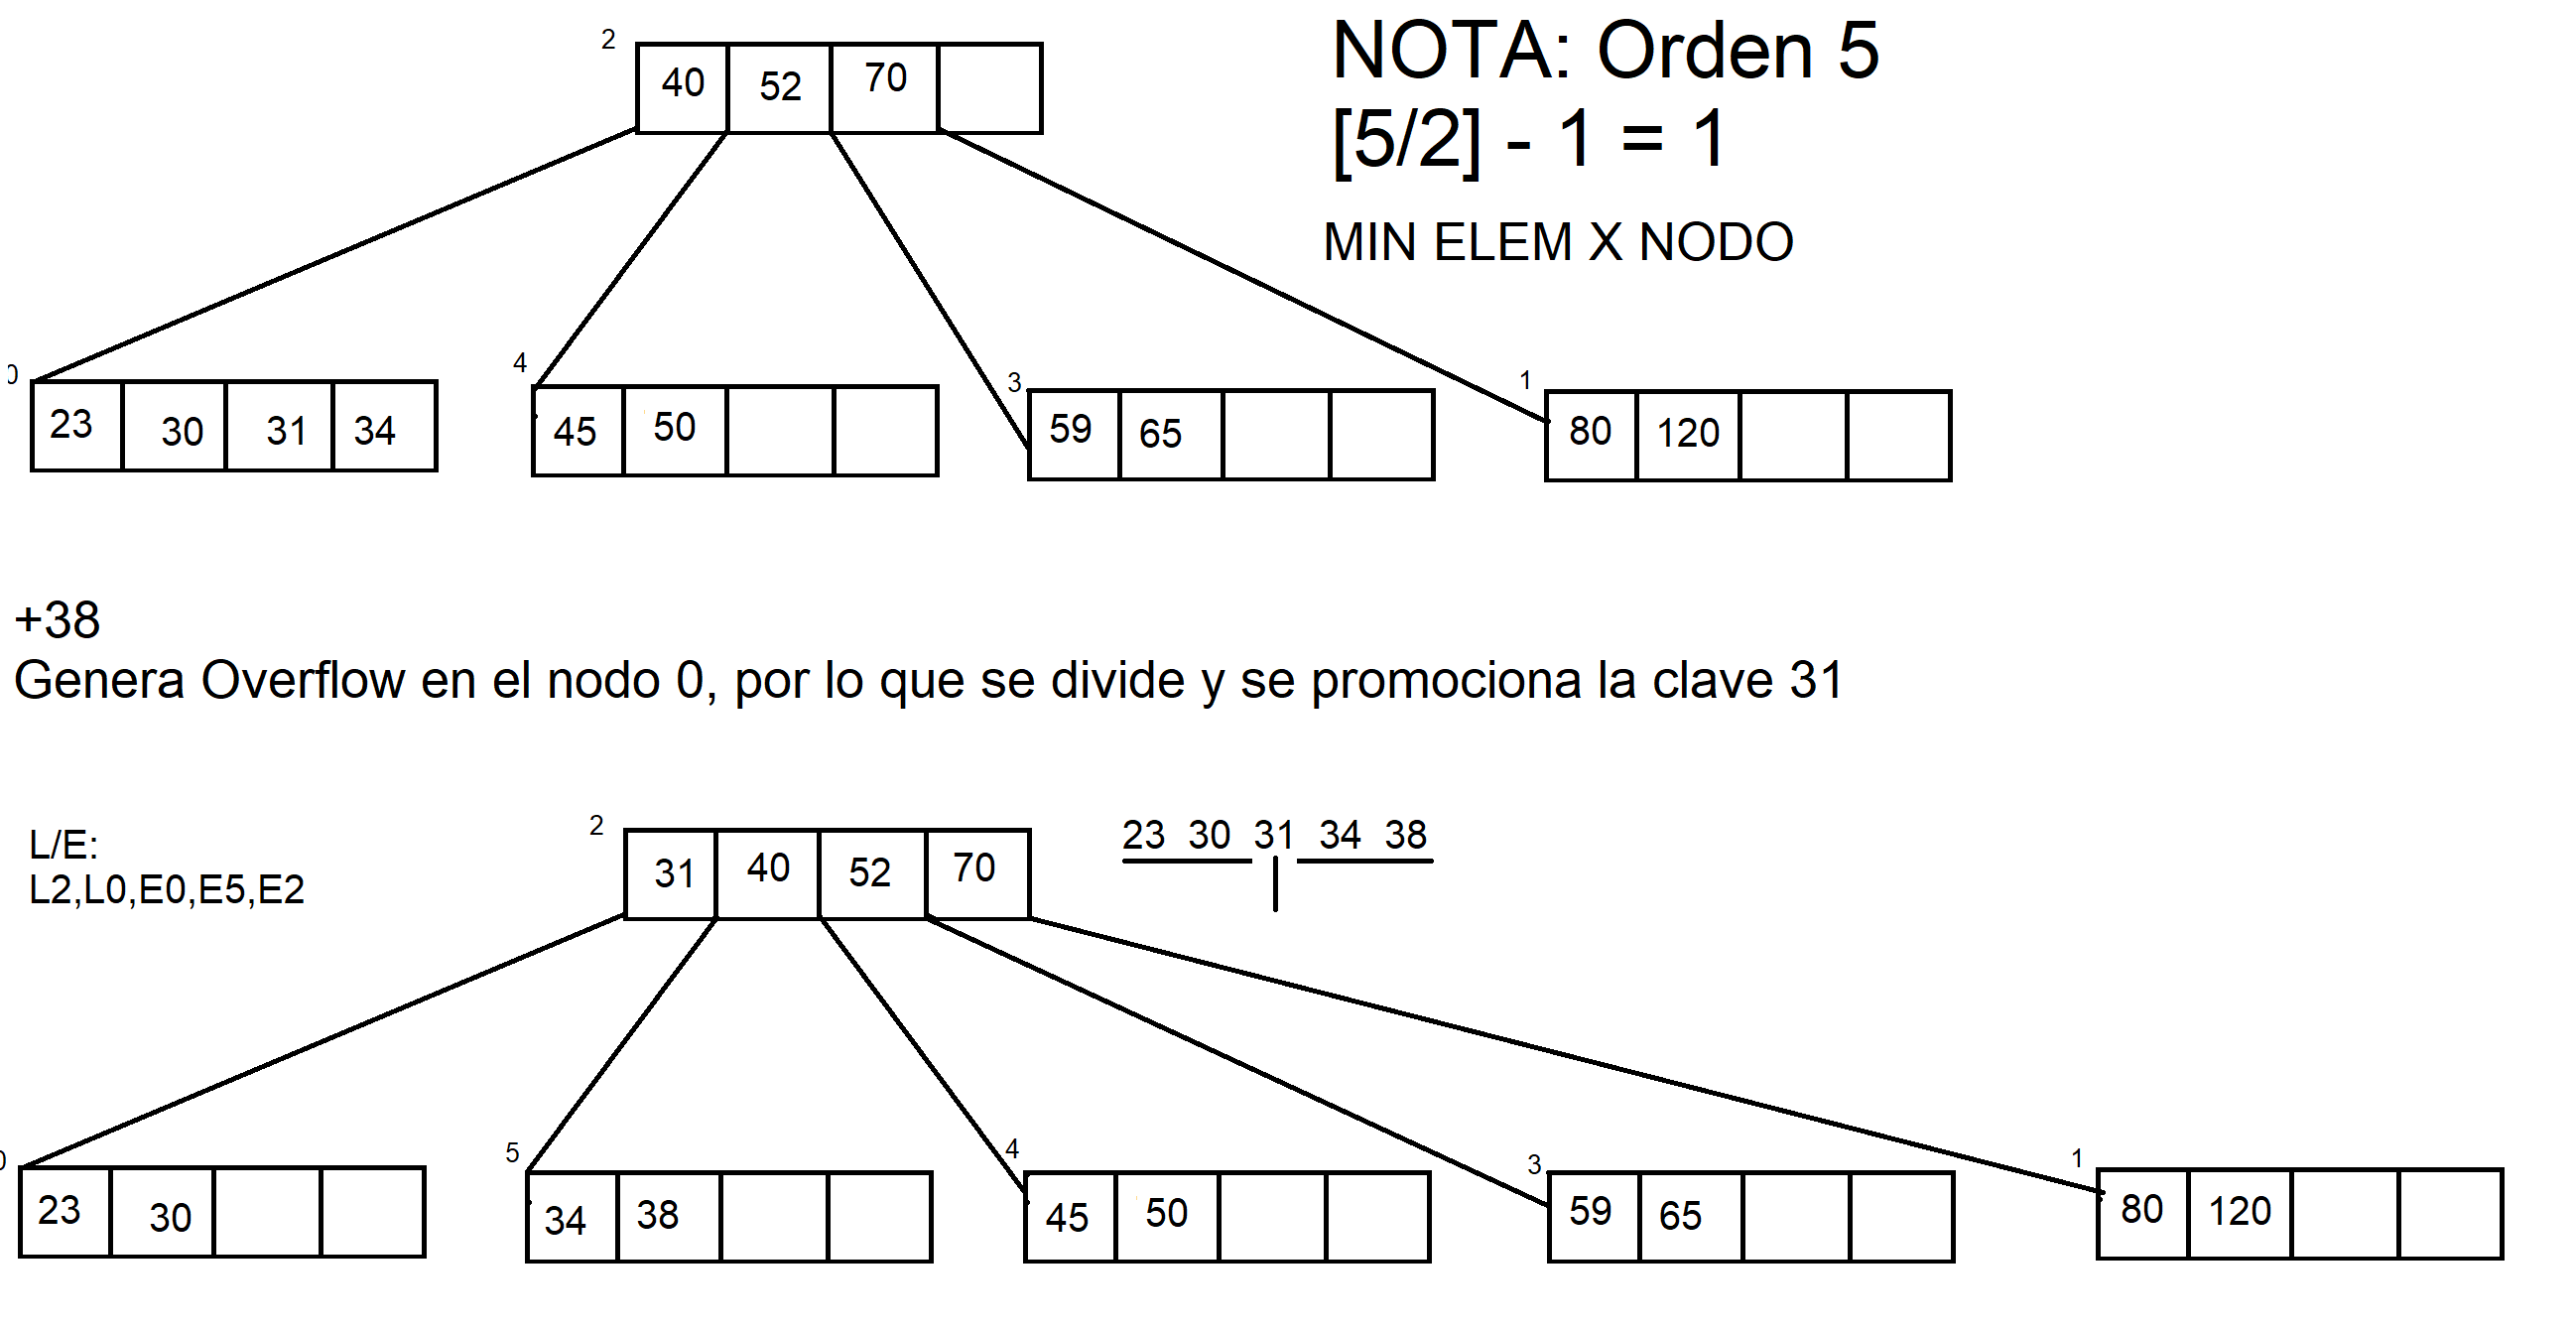 NOTA: Orden 5
[5/2] - 1 = 1
MIN ELEM X NODO
2
40 52 70
0
23 30 31 34
4
45 50
3
59 65
1
80 120
+38
Genera Overflow en el nodo 0, por lo que se divide y se promociona la clave 31
L/E:
L2,L0,E0,E5,E2
2
31 40 52 70
23 30 31 34 38
0
23 30
5
34 38
4
45 50
3
59 65
1
80 120